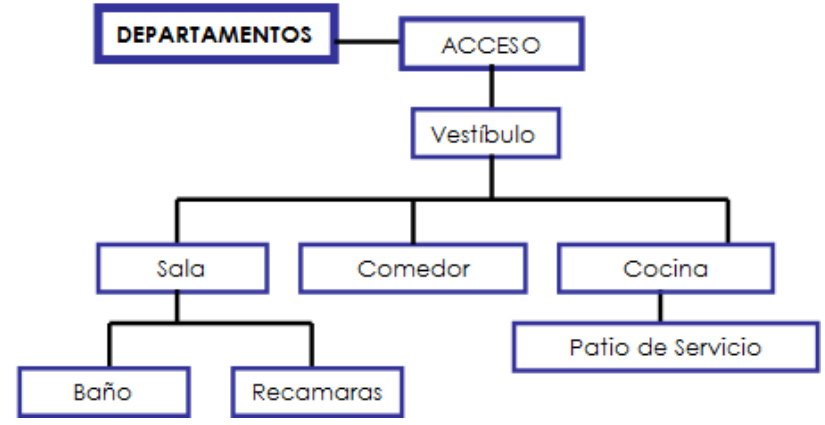 DEPARTAMENTOS
ACCESO
Vestíbulo
Sala
Comedor
Cocina
Patio de Servicio
Baño
Recamaras